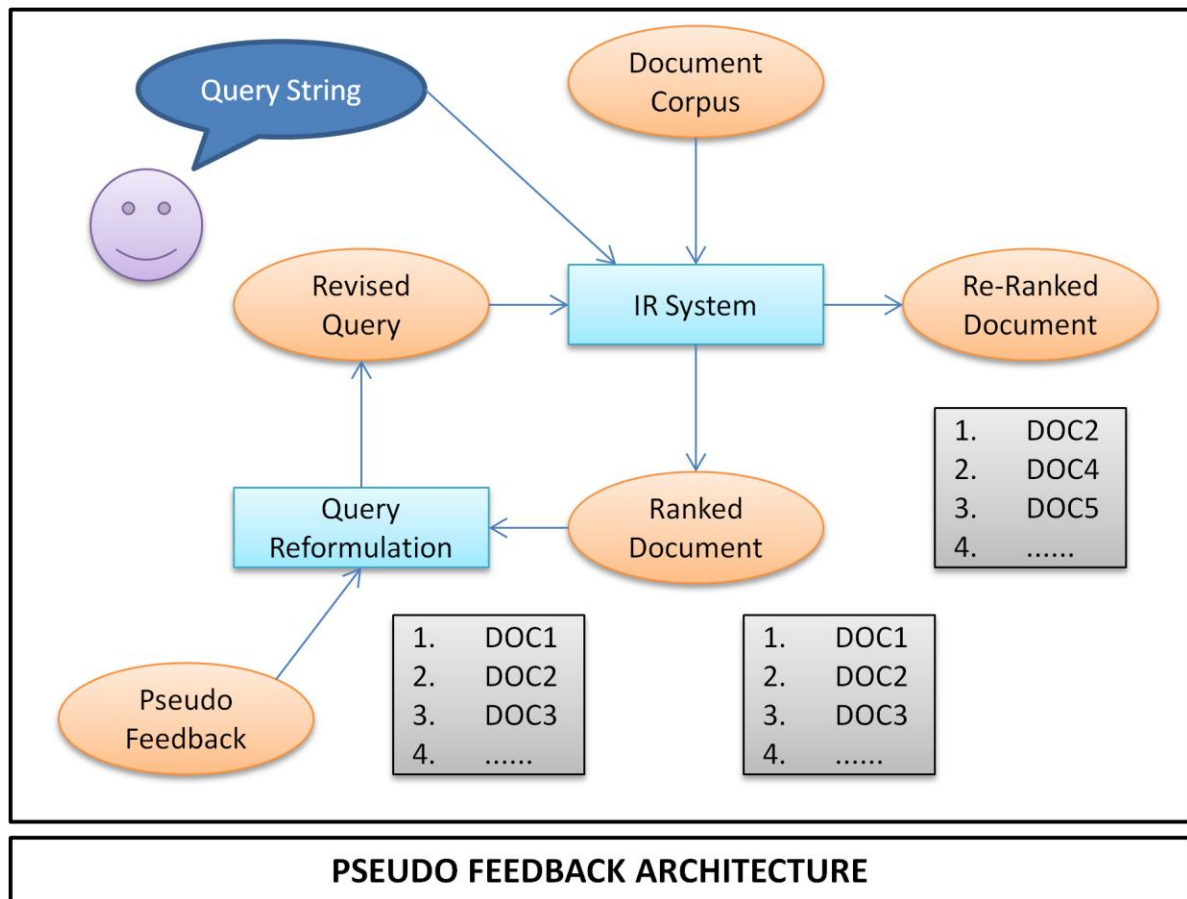 Query String
Document
Corpus
Revised
Query
IR System
Re-Ranked
Document
1. DOC2
2. DOC4
3. DOC5
4. ......
Query
Reformulation
Ranked
Document
Pseudo
Feedback
1. DOC1
2. DOC2
3. DOC3
4. ......
1. DOC1
2. DOC2
3. DOC3
4. ......
PSEUDO FEEDBACK ARCHITECTURE